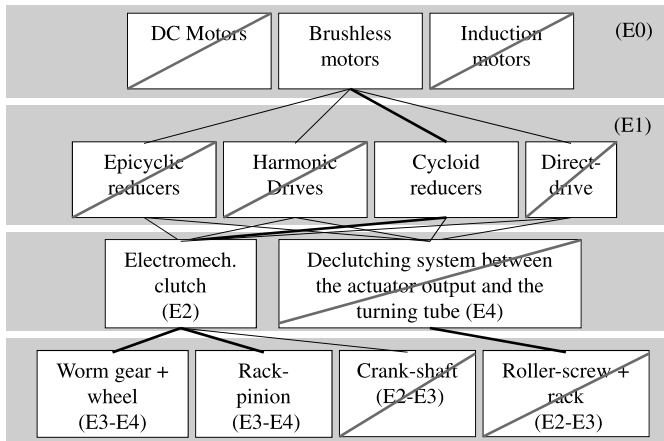 DC Motors
Brushless
motors
Induction
motors
(E0)
(E1)
Epicyclic
reducers
Harmonic
Drives
Cycloid
reducers
Direct-
drive
Electromech.
clutch
(E2)
Declutching system between
the actuator output and the
turning tube (E4)
Worm gear +
wheel
(E3-E4)
Rack-
pinion
(E3-E4)
Crank-shaft
(E2-E3)
Roller-screw +
rack
(E2-E3)